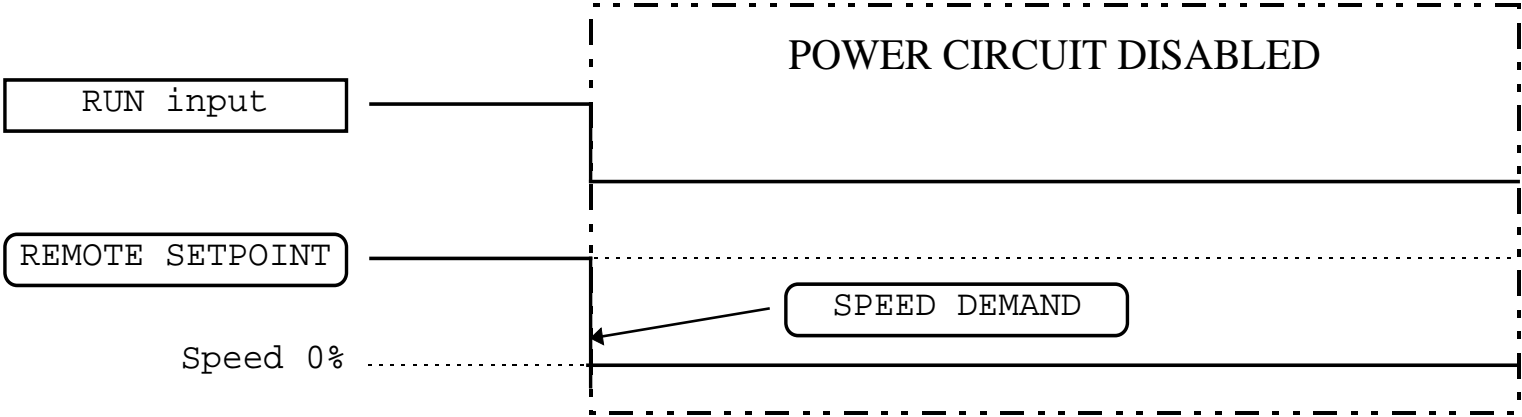 POWER CIRCUIT DISABLED
RUN input
REMOTE SETPOINT
SPEED DEMAND
Speed 0%